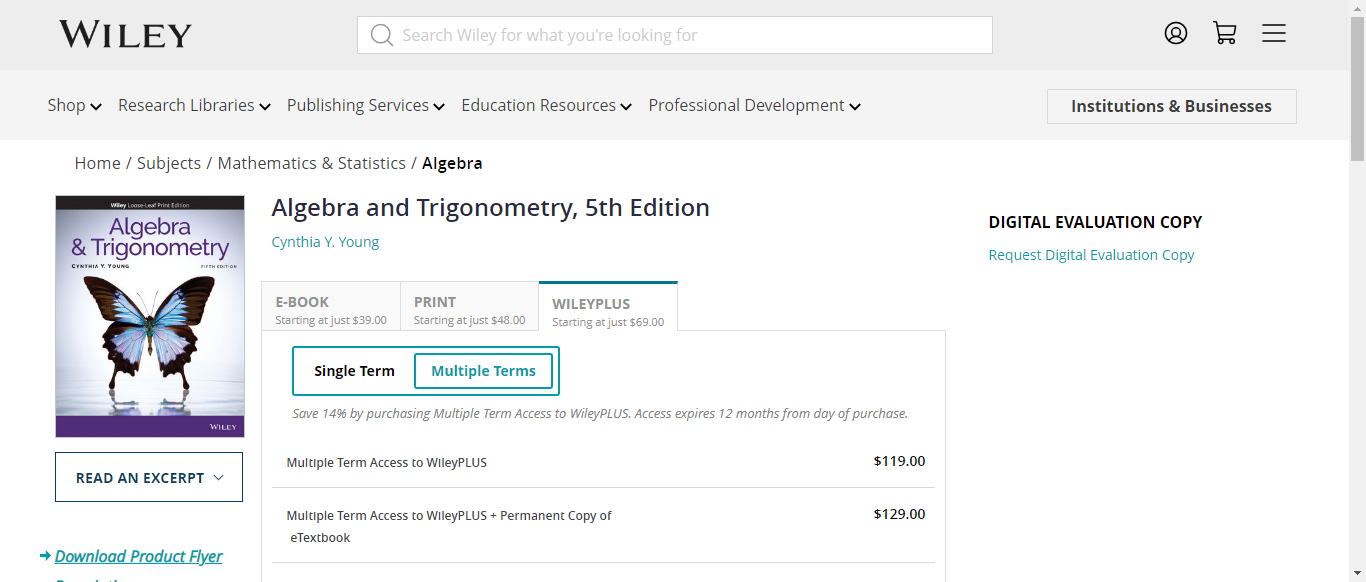 WILEY
Search Wiley for what you're looking for
Shop Research Libraries Publishing Services Education Resources Professional Development
Institutions & Businesses
Home / Subjects / Mathematics & Statistics / Algebra
Wiley Loose-Leaf Print Edition
Algebra
& Trigonometry
CYNTHIA Y. YOUNG
FIFTH EDITION
WILEY
READ AN EXCERPT
Download Product Flyer
Algebra and Trigonometry, 5th Edition
Cynthia Y. Young
E-BOOK
Starting at just $39.00
PRINT
Starting at just $48.00
WILEYPLUS
Starting at just $69.00
Single Term
Multiple Terms
Save 14% by purchasing Multiple Term Access to WileyPLUS. Access expires 12 months from day of purchase.
Multiple Term Access to WileyPLUS $119.00
Multiple Term Access to WileyPLUS + Permanent Copy of $129.00
eTextbook
DIGITAL EVALUATION COPY
Request Digital Evaluation Copy